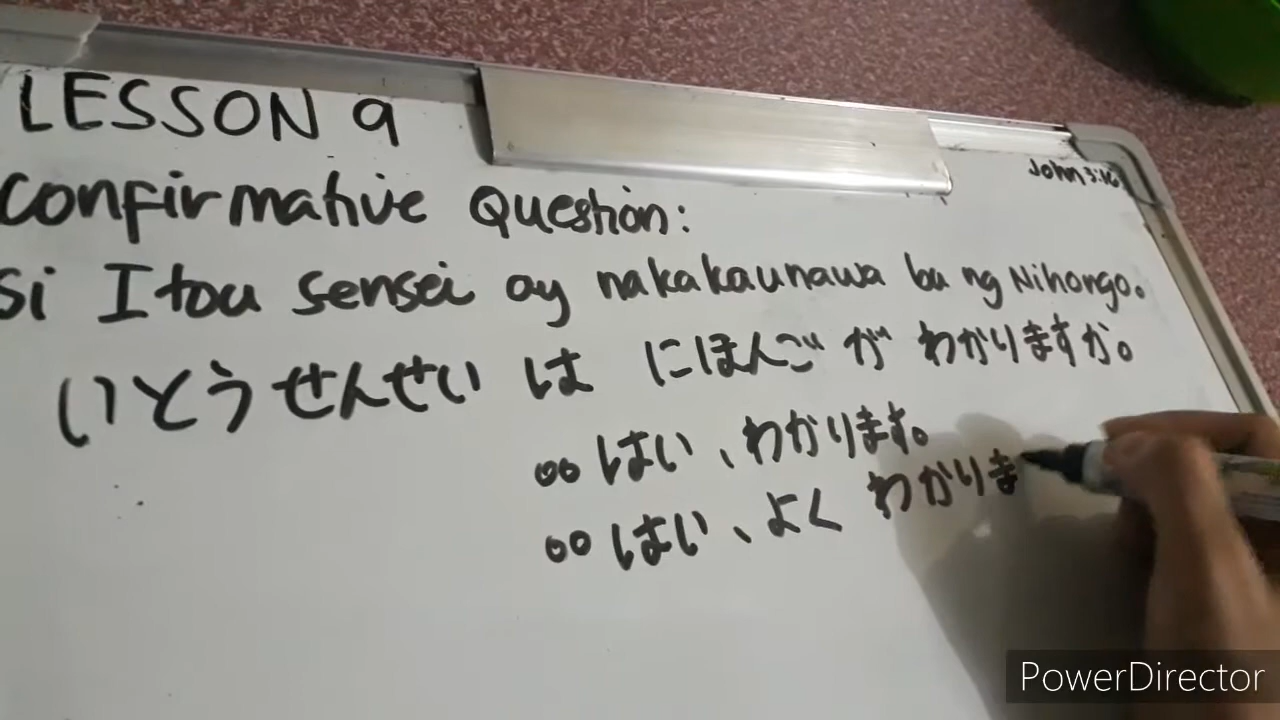 LESSON 9
John 3:16
Confirmative Question:
Si Itou sensei ay nakakaunawa ba ng Nihongo.
いとうせんせい は にほんご が わかりますか。
oo はい、わかります。
oo はい、よく わかりま
PowerDirector